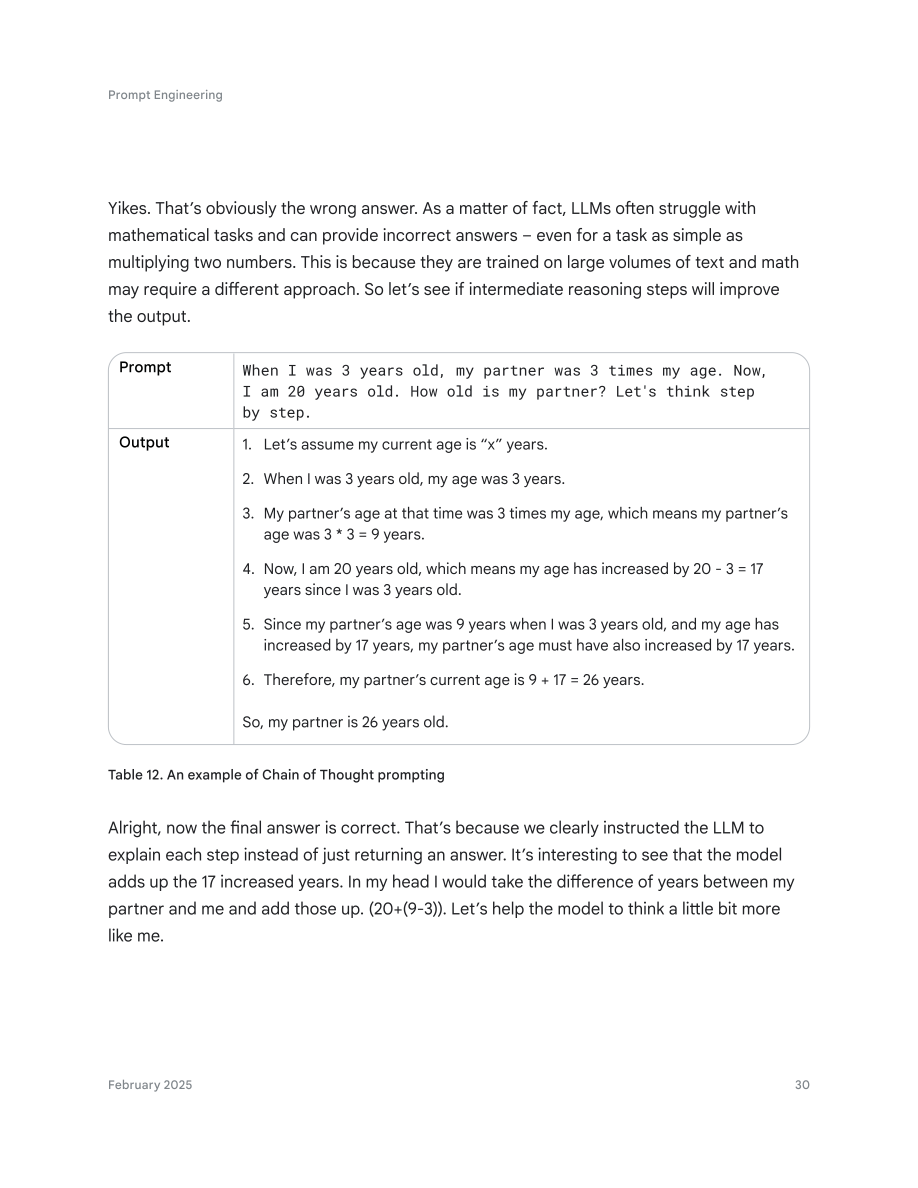 Prompt Engineering
Yikes. That’s obviously the wrong answer. As a matter of fact, LLMs often struggle with
mathematical tasks and can provide incorrect answers – even for a task as simple as
multiplying two numbers. This is because they are trained on large volumes of text and math
may require a different approach. So let’s see if intermediate reasoning steps will improve
the output.
Prompt
When I was 3 years old, my partner was 3 times my age. Now,
I am 20 years old. How old is my partner? Let's think step
by step.
Output
1. Let’s assume my current age is “x” years.
2. When I was 3 years old, my age was 3 years.
3. My partner’s age at that time was 3 times my age, which means my partner’s
age was 3 * 3 = 9 years.
4. Now, I am 20 years old, which means my age has increased by 20 - 3 = 17
years since I was 3 years old.
5. Since my partner’s age was 9 years when I was 3 years old, and my age has
increased by 17 years, my partner’s age must have also increased by 17 years.
6. Therefore, my partner’s current age is 9 + 17 = 26 years.
So, my partner is 26 years old.
Table 12. An example of Chain of Thought prompting
Alright, now the final answer is correct. That’s because we clearly instructed the LLM to
explain each step instead of just returning an answer. It’s interesting to see that the model
adds up the 17 increased years. In my head I would take the difference of years between my
partner and me and add those up. (20+(9-3)). Let’s help the model to think a little bit more
like me.
February 2025
30